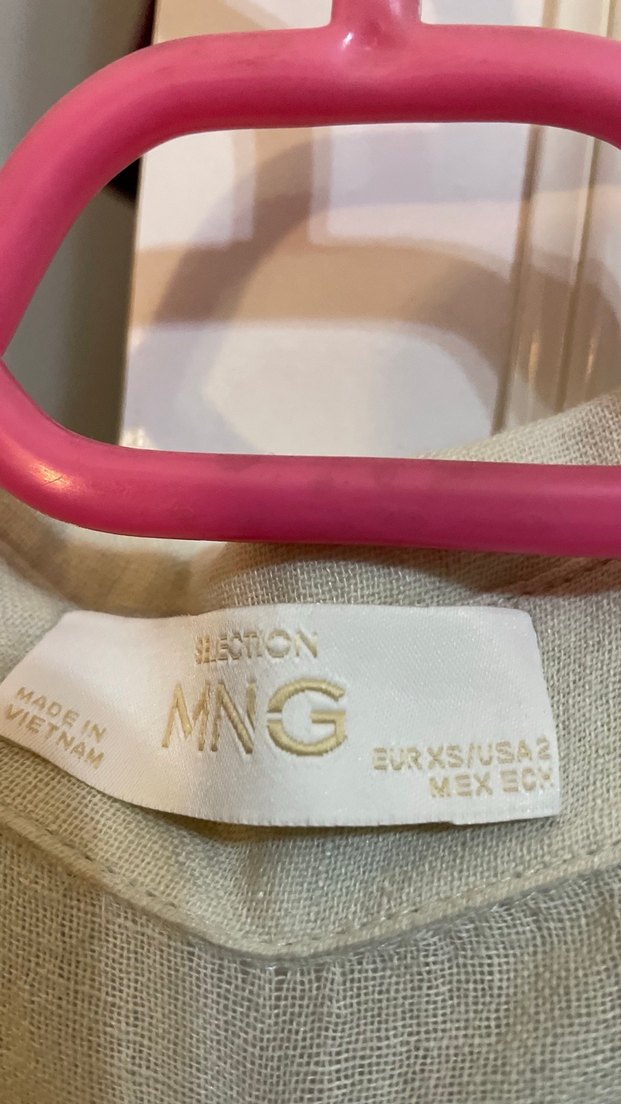 SELECTION
MNG
MADE IN
VIETNAM
EUR XS/USA 2
MEX ECH